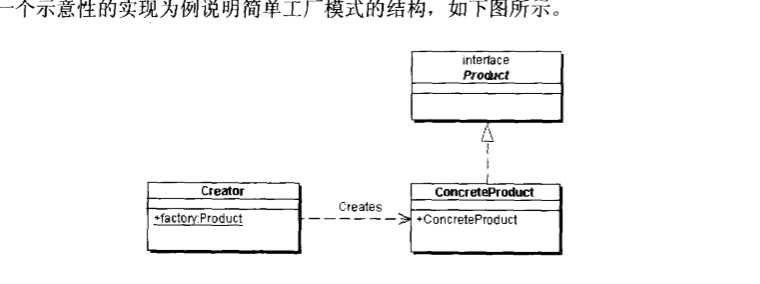 一个示意性的实现为例说明简单工厂模式的结构，如下图所示。
interface
Product
Creator
+factory:Product
Creates
ConcreteProduct
+ConcreteProduct